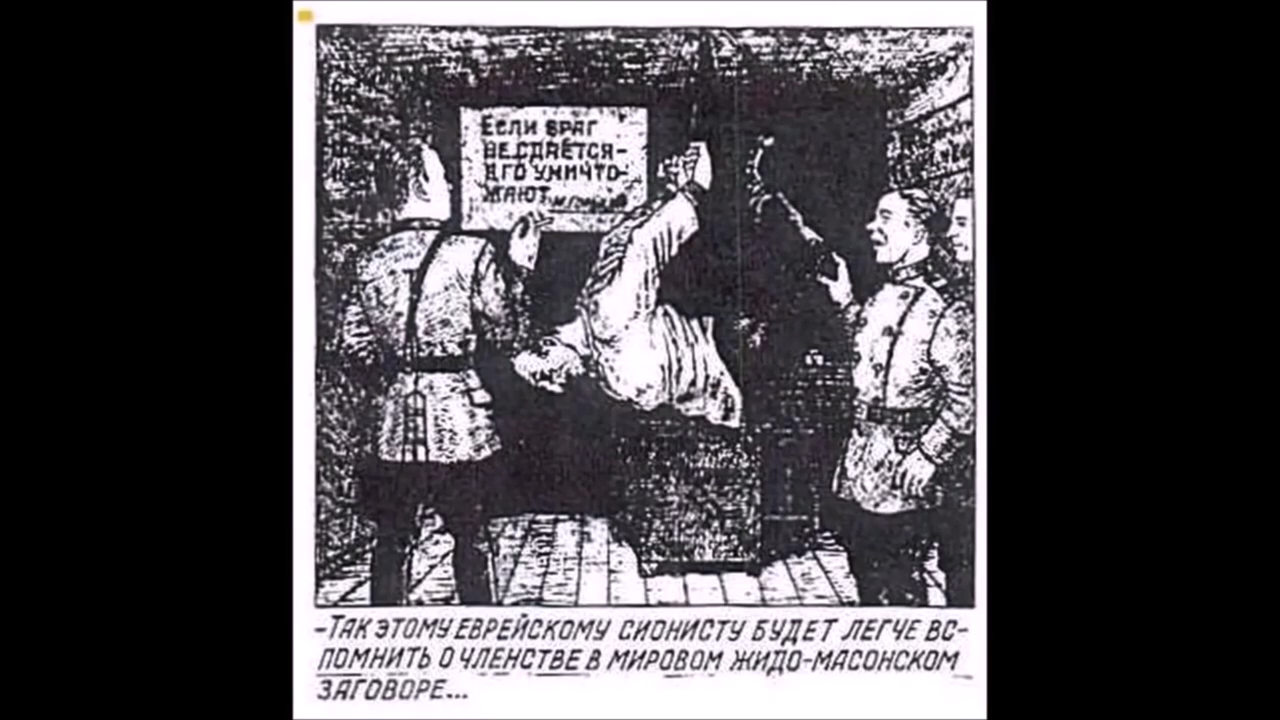 ЕСЛИ ВРАГ
НЕ СДАЁТСЯ-
ЕГО УНИЧТО-
ЖАЮТ
-ТАК ЭТОМУ ЕВРЕЙСКОМУ СИОНИСТУ БУДЕТ ЛЕГЧЕ ВС-
ПОМНИТЬ О ЧЛЕНСТВЕ В МИРОВОМ ЖИДО-МАСОНСКОМ
ЗАГОВОРЕ...